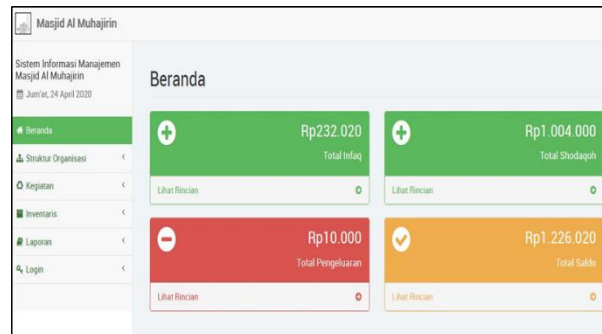 Masjid Al Muhajirin
Sistem Informasi Manajemen
Masjid Al Muhajirin
Jum'at, 24 April 2020
Beranda
Struktur Organisasi
Kegiatan
Inventaris
Laporan
Login
Beranda
Rp232.020
Total Infaq
Lihat Rincian
Rp1.004.000
Total Shodaqoh
Lihat Rincian
Rp10.000
Total Pengeluaran
Lihat Rincian
Rp1.226.020
Total Saldo
Lihat Rincian